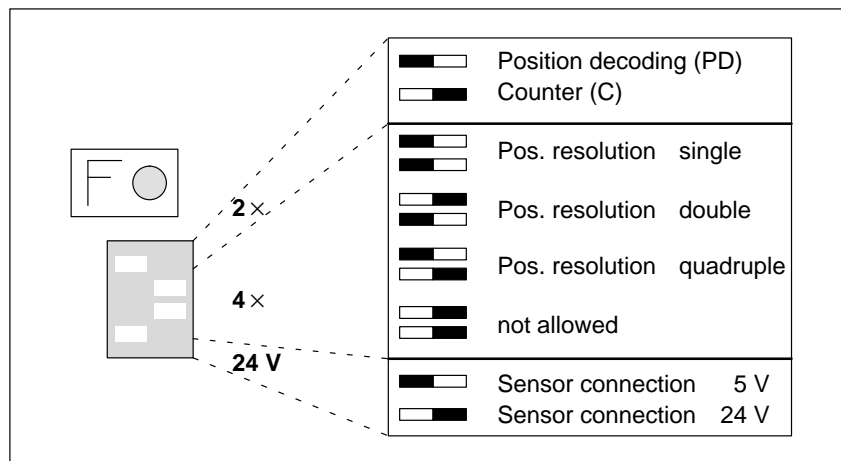 Position decoding (PD)
Counter (C)
Pos. resolution single
F
2 ×
Pos. resolution double
Pos. resolution quadruple
4 ×
not allowed
24 V
Sensor connection 5 V
Sensor connection 24 V